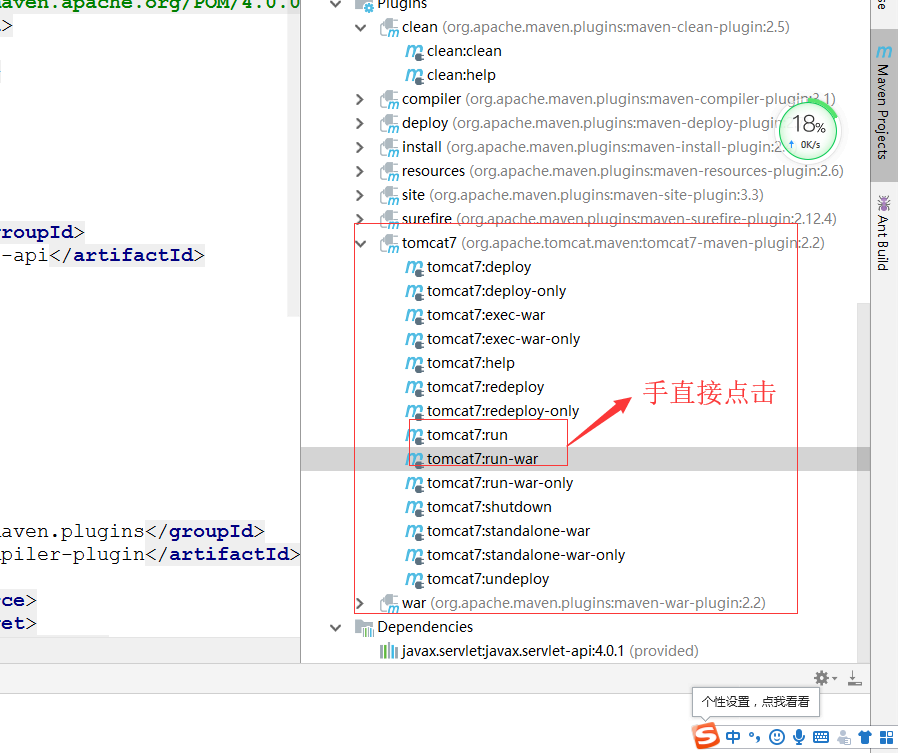 maven.apache.org/POM/4.0.0
>
Plugins
clean (org.apache.maven.plugins:maven-clean-plugin:2.5)
clean:clean
clean:help
compiler (org.apache.maven.plugins:maven-compiler-plugin:3.1)
deploy (org.apache.maven.plugins:maven-deploy-plugin
install (org.apache.maven.plugins:maven-install-plugin:2.
resources (org.apache.maven.plugins:maven-resources-plugin:2.6)
site (org.apache.maven.plugins:maven-site-plugin:3.3)
surefire (org.apache.maven.plugins:maven-surefire-plugin:2.12.4)
tomcat7 (org.apache.tomcat.maven:tomcat7-maven-plugin:2.2)
tomcat7:deploy
tomcat7:deploy-only
tomcat7:exec-war
tomcat7:exec-war-only
tomcat7:help
tomcat7:redeploy
tomcat7:redeploy-only
tomcat7:run
tomcat7:run-war
tomcat7:run-war-only
tomcat7:shutdown
tomcat7:standalone-war
tomcat7:standalone-war-only
tomcat7:undeploy
war (org.apache.maven.plugins:maven-war-plugin:2.2)
Dependencies
javax.servlet:javax.servlet-api:4.0.1 (provided)
手直接点击
18%
0K/s
Maven Projects
Ant Build
groupId>
-api</artifactId>
maven.plugins</groupId>
piler-plugin</artifactId>
rce>
ret>
个性设置，点我看看
S
中